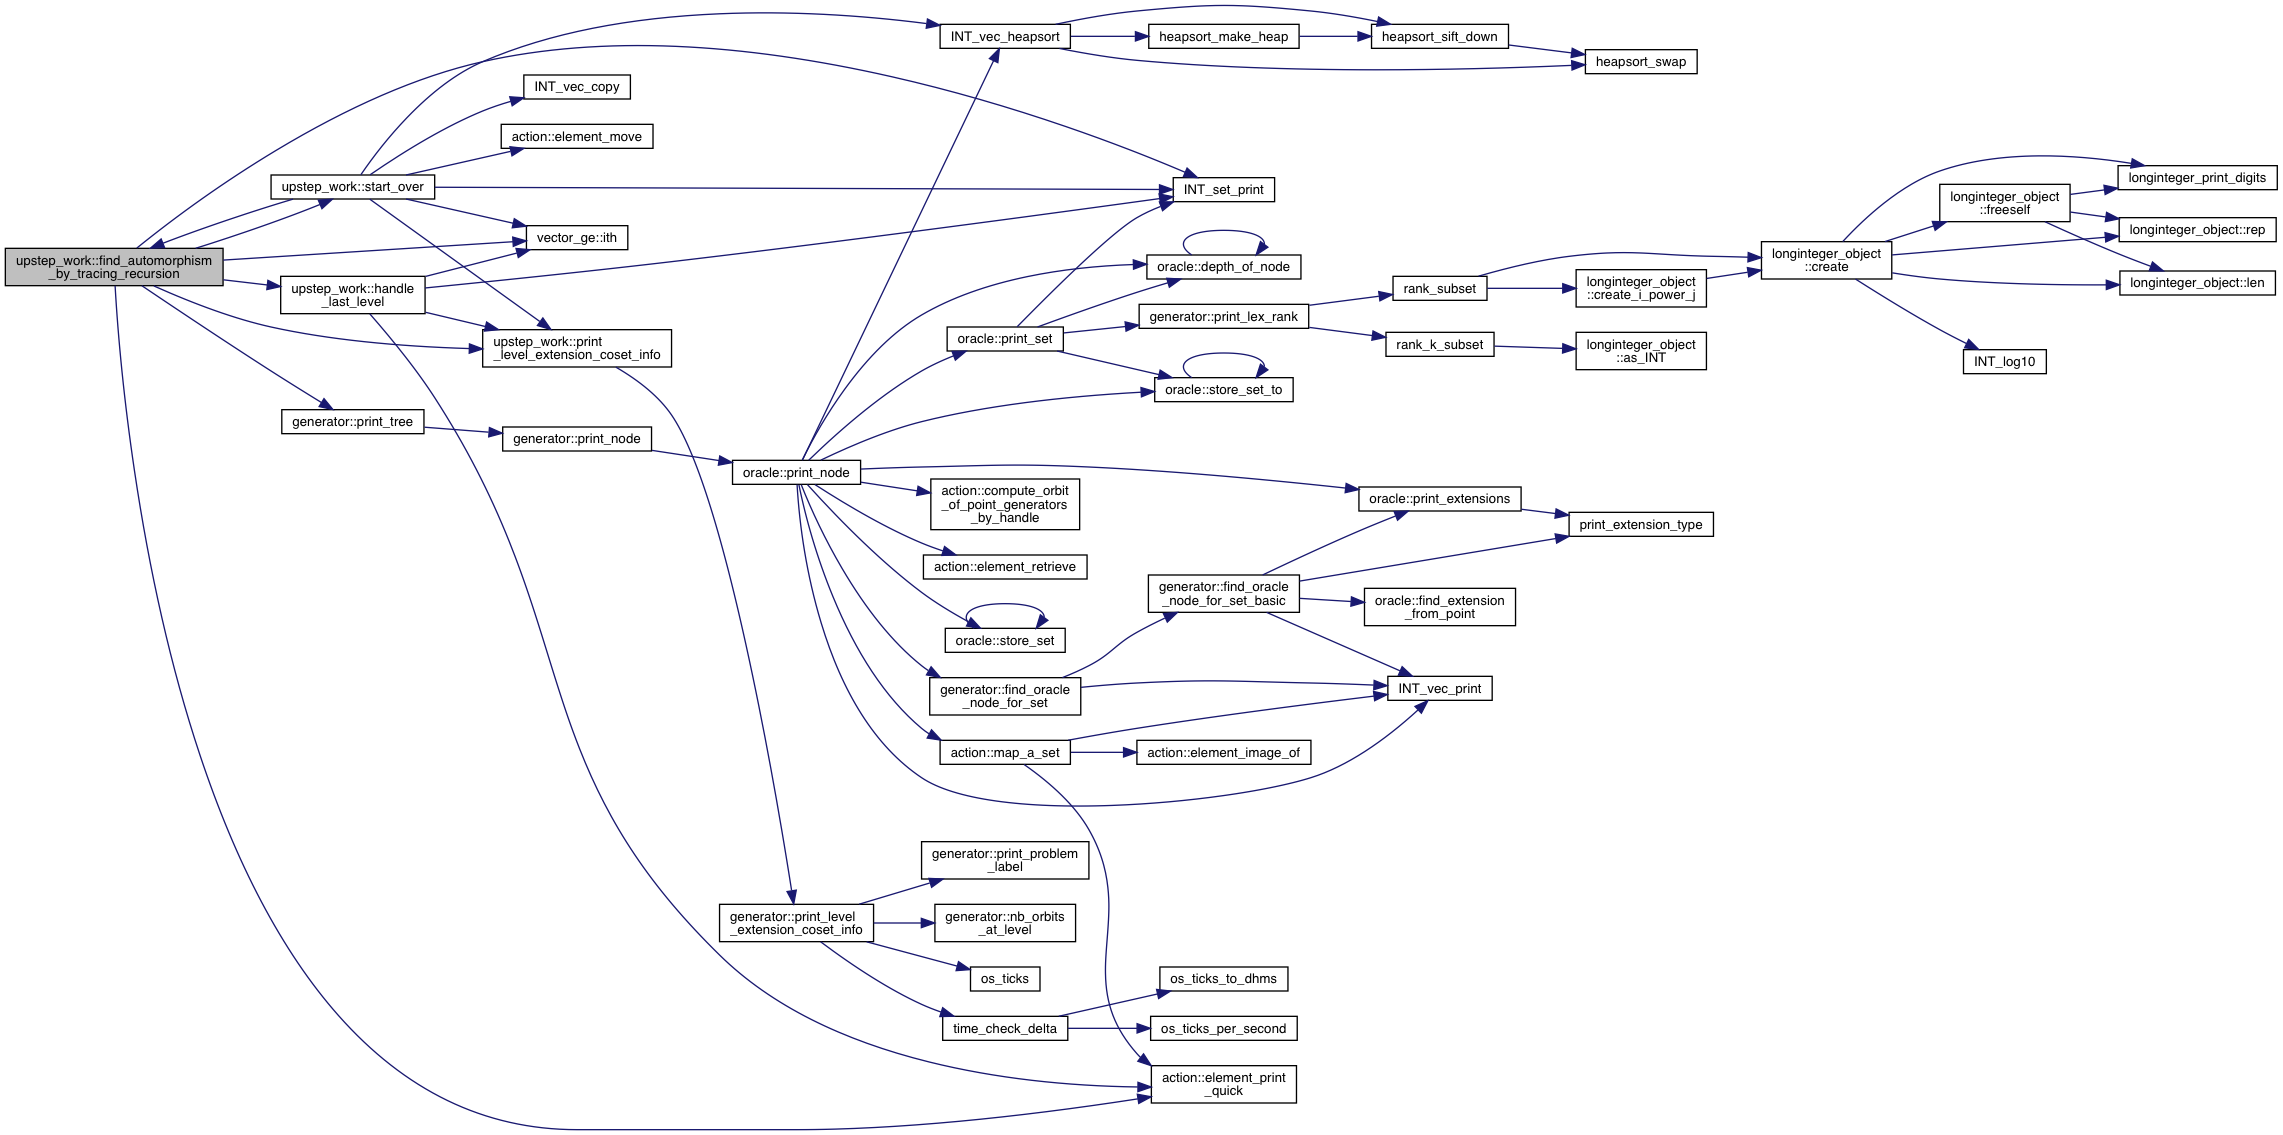 upstep_work::find_automorphism
_by_tracing_recursion
upstep_work::start_over
upstep_work::handle
_last_level
generator::print_tree
INT_vec_copy
action::element_move
vector_ge::ith
upstep_work::print
_level_extension_coset_info
generator::print_node
oracle::print_node
generator::print_level
_extension_coset_info
INT_vec_heapsort
oracle::print_set
action::compute_orbit
_of_point_generators
_by_handle
action::element_retrieve
oracle::store_set
generator::find_oracle
_node_for_set
action::map_a_set
generator::print_problem
_label
generator::nb_orbits
_at_level
os_ticks
time_check_delta
heapsort_make_heap
INT_set_print
oracle::depth_of_node
generator::print_lex_rank
oracle::store_set_to
generator::find_oracle
_node_for_set_basic
action::element_image_of
os_ticks_to_dhms
os_ticks_per_second
action::element_print
_quick
heapsort_sift_down
rank_subset
rank_k_subset
oracle::print_extensions
oracle::find_extension
_from_point
INT_vec_print
heapsort_swap
longinteger_object
::create_i_power_j
longinteger_object
::as_INT
print_extension_type
longinteger_object
::create
longinteger_object
::freeself
INT_log10
longinteger_print_digits
longinteger_object::rep
longinteger_object::len